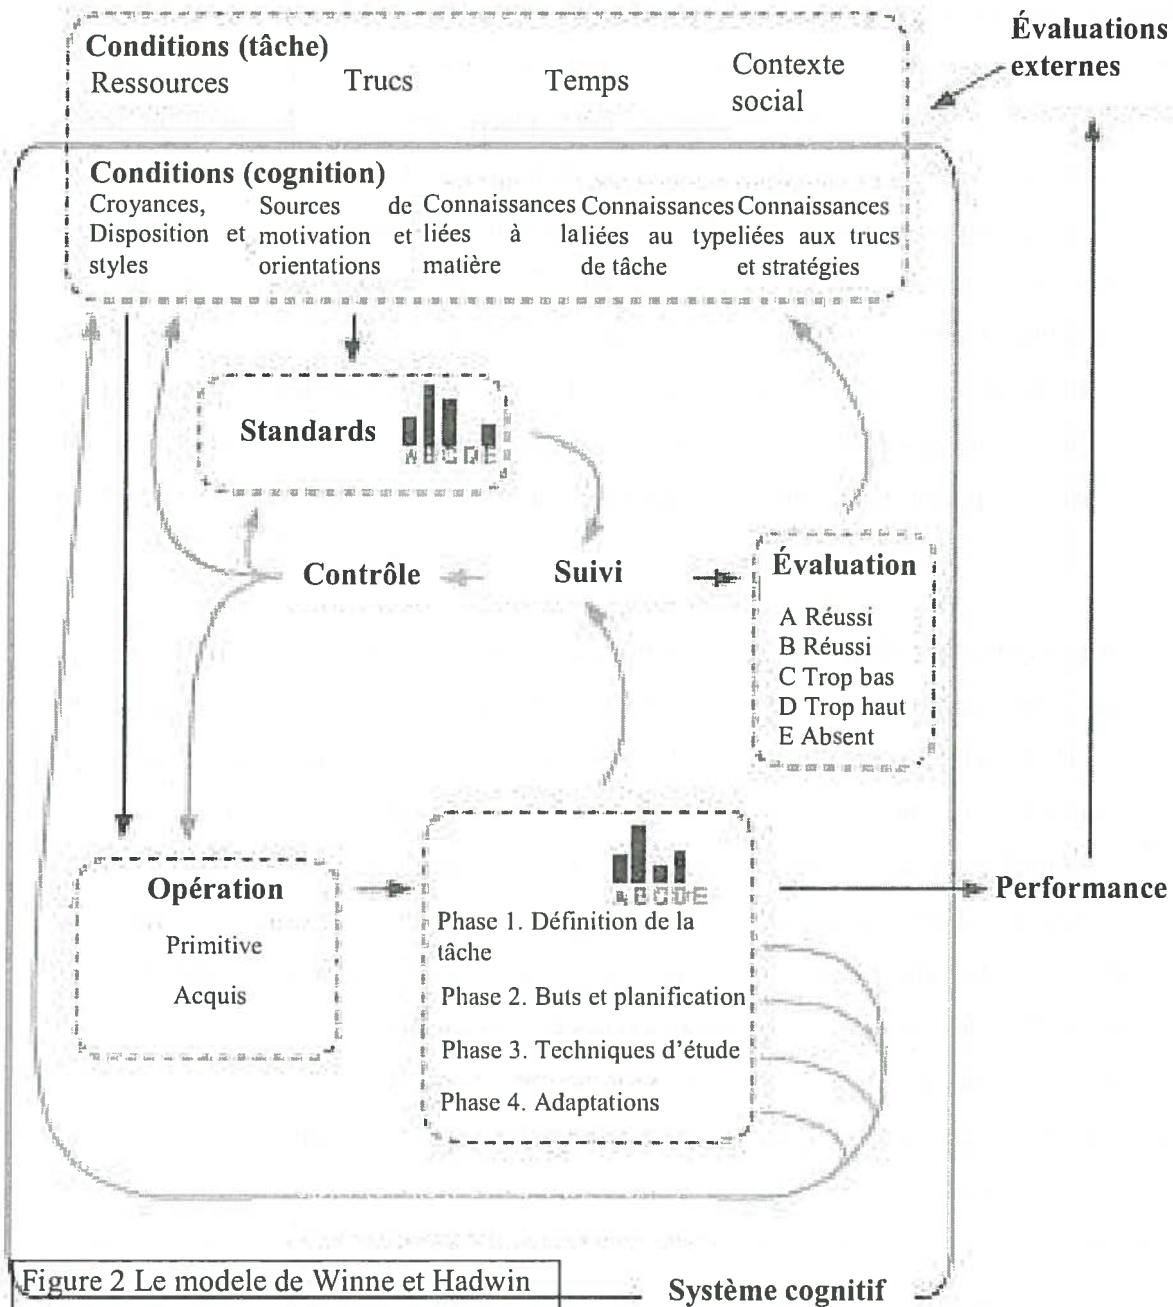 Évaluations
externes
Conditions (tâche)
Ressources Trucs Temps Contexte
social
Conditions (cognition)
Croyances, Sources de Connaissances Connaissances Connaissances
Disposition et motivation et liées à la liées au type liées aux trucs
styles orientations matière de tâche et stratégies
Standards
A B C D E
Contrôle Suivi
Évaluation
A Réussi
B Réussi
C Trop bas
D Trop haut
E Absent
Opération
Primitive
Acquis
A B C D E
Phase 1. Définition de la
tâche
Phase 2. Buts et planification
Phase 3. Techniques d'étude
Phase 4. Adaptations
Performance
Figure 2 Le modele de Winne et Hadwin
Système cognitif